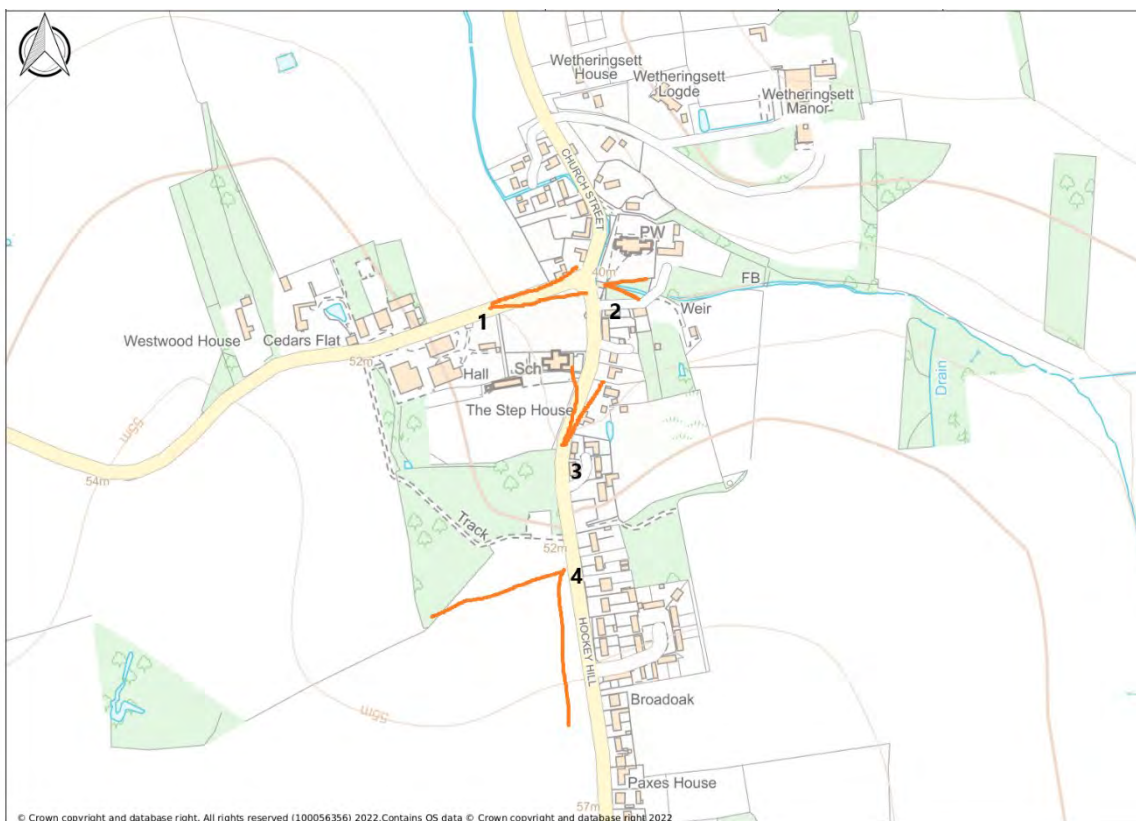 Wetheringsett
House
Wetheringsett
Logde
Wetheringsett
Manor
CHURCH STREET
PW
40m
FB
1
2
Weir
Westwood House
Cedars Flat
52m
Hall
Sch
The Step House
Drain
55m
54m
3
Track
52m
4
HOCKEY HILL
55m
Broadoak
Paxes House
57m
© Crown copyright and database right. All rights reserved (100056356) 2022.Contains OS data © Crown copyright and database right 2022